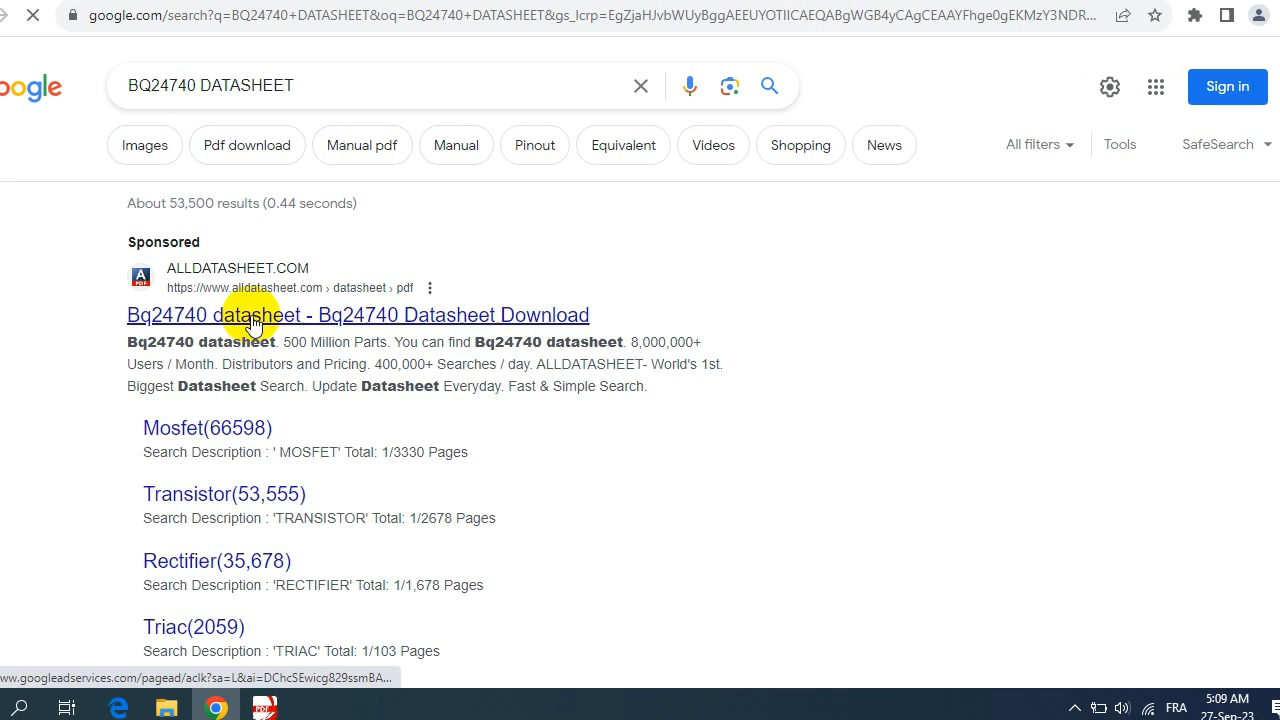 google.com/search?q=BQ24740+DATASHEET&oq=BQ24740+DATASHEET&gs_lcrp=EgZjaHJvbWUyBggAEEUYOTIICAEQABgWGB4yCAgCEAAYFhge0gEKMzY3NDR...
oogle
BQ24740 DATASHEET
Sign in
Images
Pdf download
Manual pdf
Manual
Pinout
Equivalent
Videos
Shopping
News
All filters
Tools
SafeSearch
About 53,500 results (0.44 seconds)
Sponsored
ALLDATASHEET.COM
https://www.alldatasheet.com › datasheet › pdf
Bq24740 datasheet - Bq24740 Datasheet Download
Bq24740 datasheet. 500 Million Parts. You can find Bq24740 datasheet. 8,000,000+
Users / Month. Distributors and Pricing. 400,000+ Searches / day. ALLDATASHEET- World's 1st.
Biggest Datasheet Search. Update Datasheet Everyday. Fast & Simple Search.
Mosfet(66598)
Search Description : ' MOSFET' Total: 1/3330 Pages
Transistor(53,555)
Search Description : 'TRANSISTOR' Total: 1/2678 Pages
Rectifier(35,678)
Search Description : 'RECTIFIER' Total: 1/1,678 Pages
Triac(2059)
Search Description : 'TRIAC' Total: 1/103 Pages
ww.googleadservices.com/pagead/aclk?sa=L&ai=DChcSEwicg829ssmBA...
FRA
5:09 AM
27-Sep-23